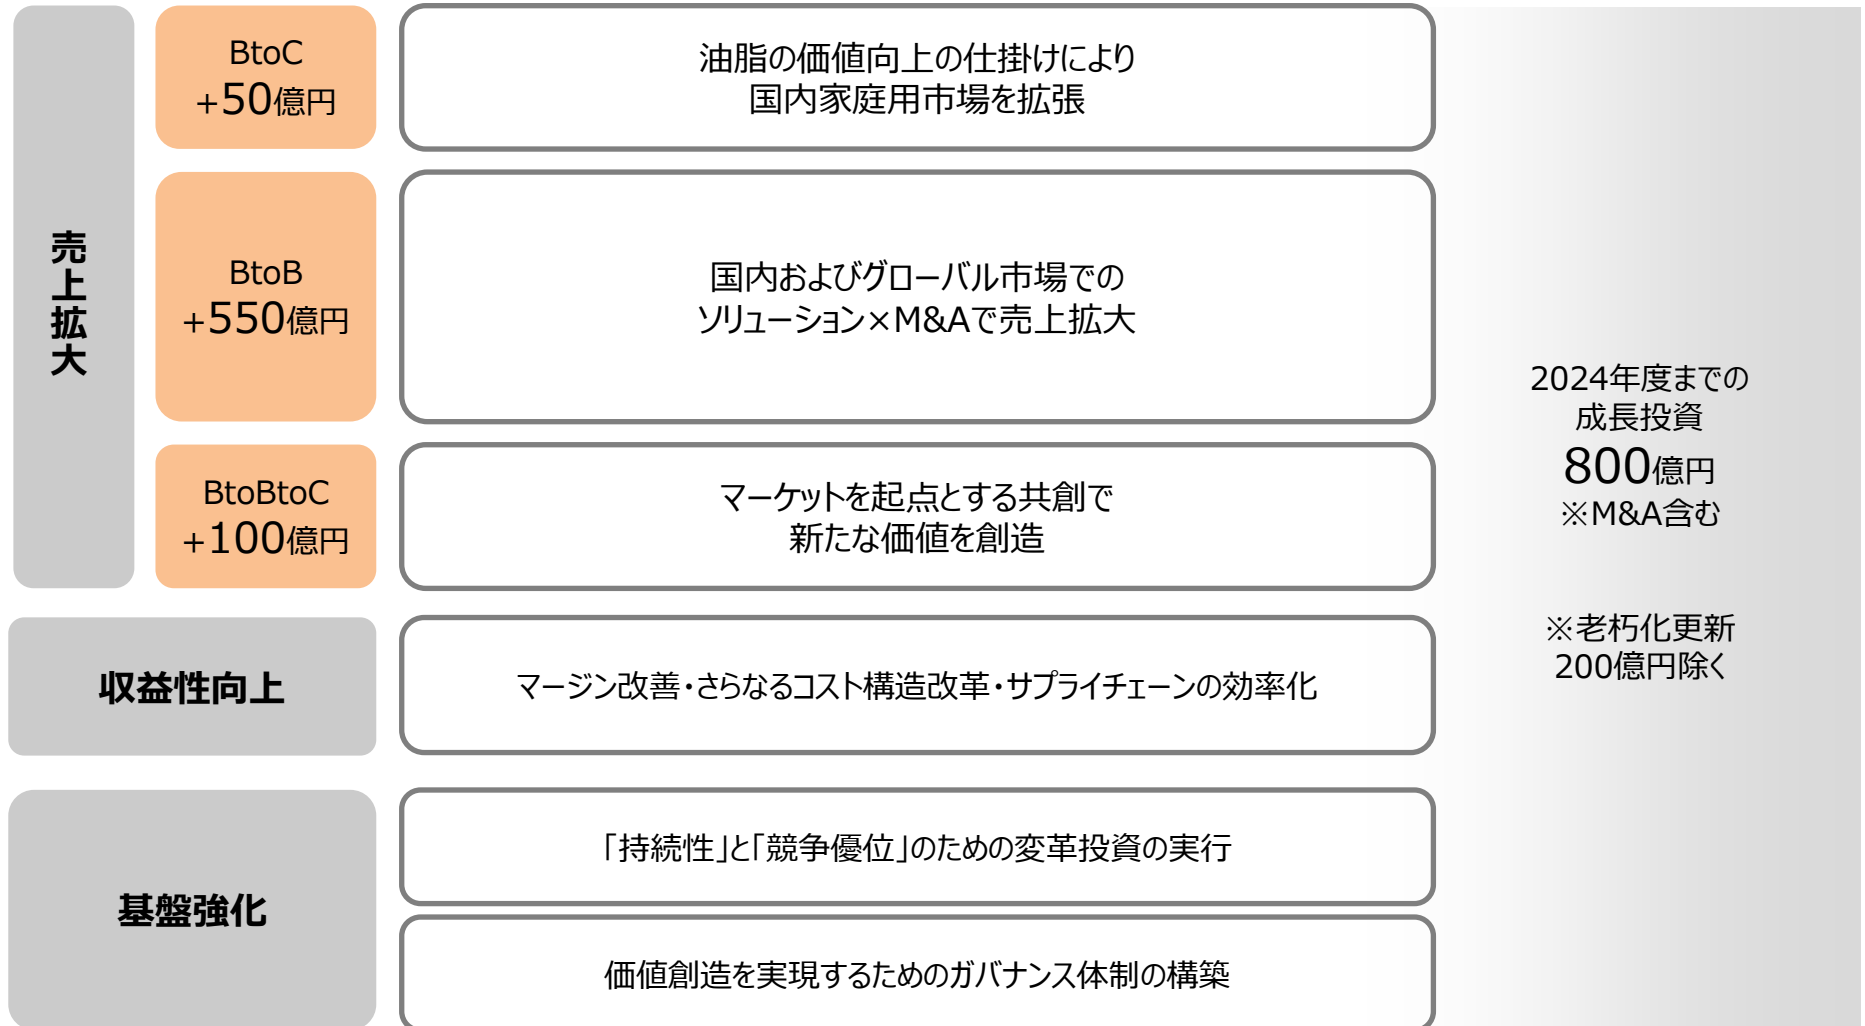 売上拡大
BtoC
+50億円
油脂の価値向上の仕掛けにより
国内家庭用市場を拡張
BtoB
+550億円
国内およびグローバル市場での
ソリューション×M&Aで売上拡大
BtoBtoC
+100億円
マーケットを起点とする共創で
新たな価値を創造
収益性向上
マージン改善・さらなるコスト構造改革・サプライチェーンの効率化
基盤強化
「持続性」と「競争優位」のための変革投資の実行
価値創造を実現するためのガバナンス体制の構築
2024年度までの
成長投資
800億円
※M&A含む
※老朽化更新
200億円除く